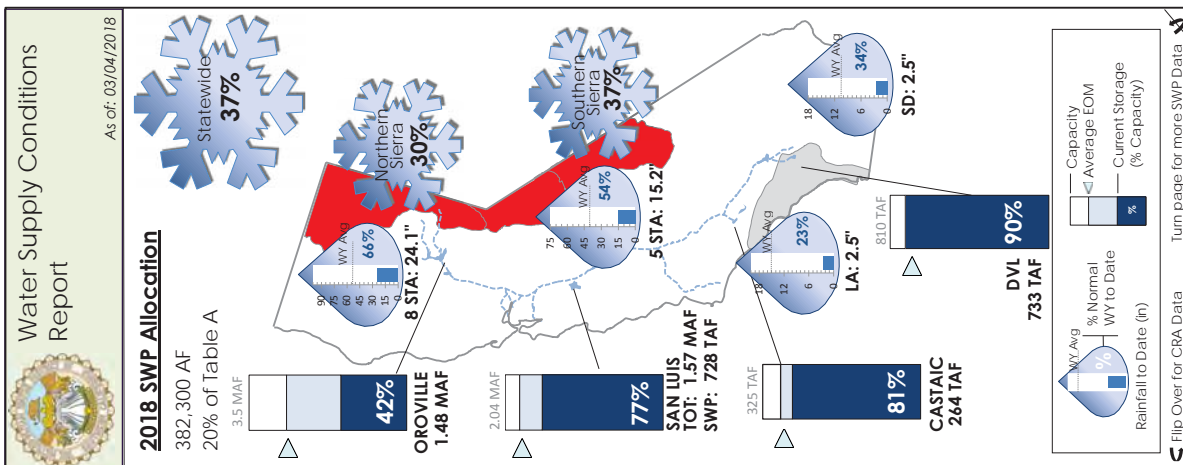 Water Supply Conditions
Report
As of: 03/04/2018
2018 SWP Allocation
382,300 AF
20% of Table A
Statewide
37%
Northern
Sierra
30%
Southern
Sierra
37%
90
75
60
45
30
15
0
WY Avg
66%
8 STA: 24.1"
75
60
45
30
15
0
WY Avg
54%
5 STA: 15.2"
18
12
6
0
WY Avg
23%
LA: 2.5"
18
12
6
0
WY Avg
34%
SD: 2.5"
3.5 MAF
42%
OROVILLE
1.48 MAF
2.04 MAF
77%
SAN LUIS
TOT: 1.57 MAF
SWP: 728 TAF
325 TAF
81%
CASTAIC
264 TAF
810 TAF
90%
DVL
733 TAF
WY Avg
%
% Normal
WY to Date
Rainfall to Date (in)
Capacity
Average EOM
%
Current Storage
(% Capacity)
Flip Over for CRA Data
Turn page for more SWP Data